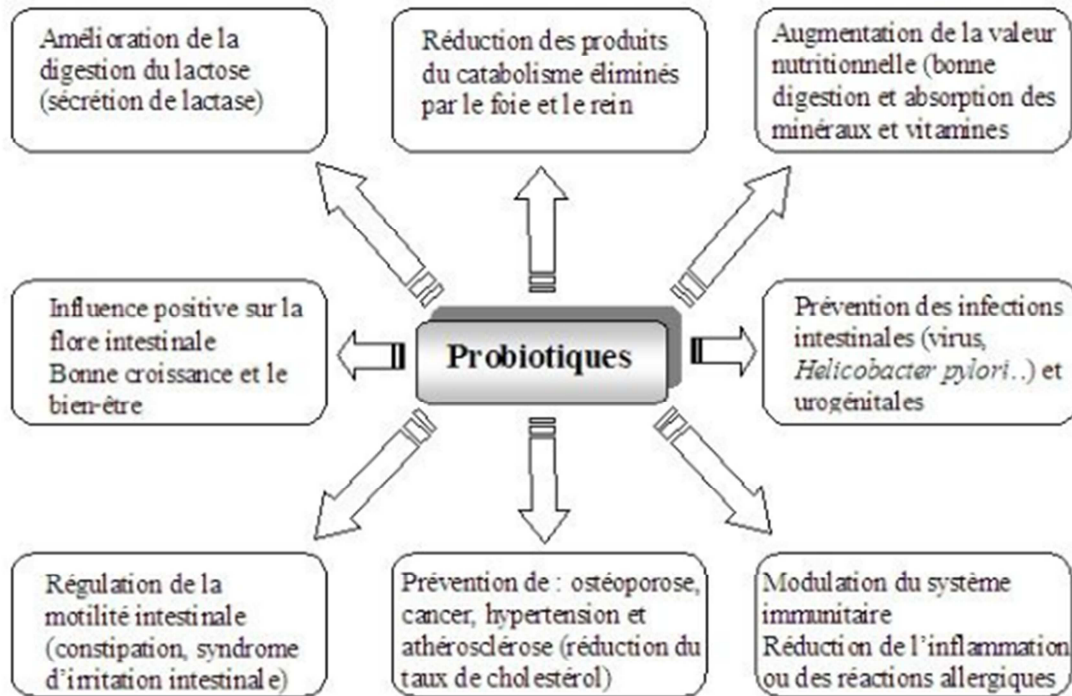 Amélioration de la
digestion du lactose
(sécrétion de lactase)
Réduction des produits
du catabolisme éliminés
par le foie et le rein
Augmentation de la valeur
nutritionnelle (bonne
digestion et absorption des
minéraux et vitamines
Influence positive sur la
flore intestinale
Bonne croissance et le
bien-être
Probiotiques
Prévention des infections
intestinales (virus,
Helicobacter pylori..) et
urogénitales
Régulation de la
motilité intestinale
(constipation, syndrome
d'irritation intestinale)
Prévention de : ostéoporose,
cancer, hypertension et
athérosclérose (réduction du
taux de cholestérol)
Modulation du système
immunitaire
Réduction de l'inflammation
ou des réactions allergiques